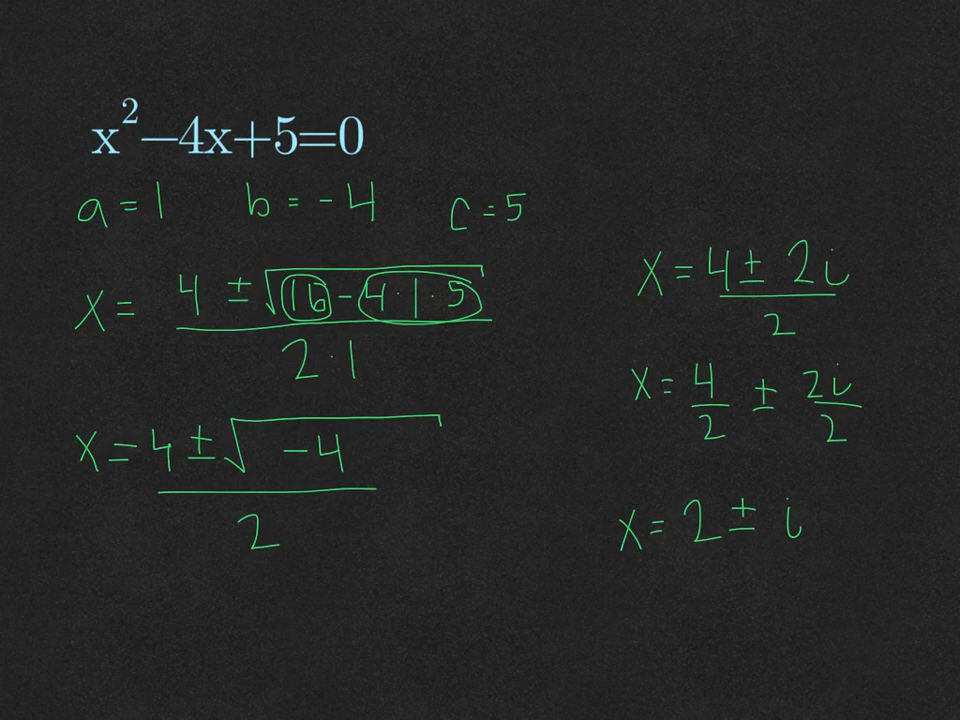 x²−4x+5=0
a = 1 b = -4 c = 5
x = (4 ± √(16 - 4·1·5))/(2·1)
x = (4 ± √(-4))/2
x = (4 ± 2i)/2
x = 4/2 ± 2i/2
x = 2 ± i